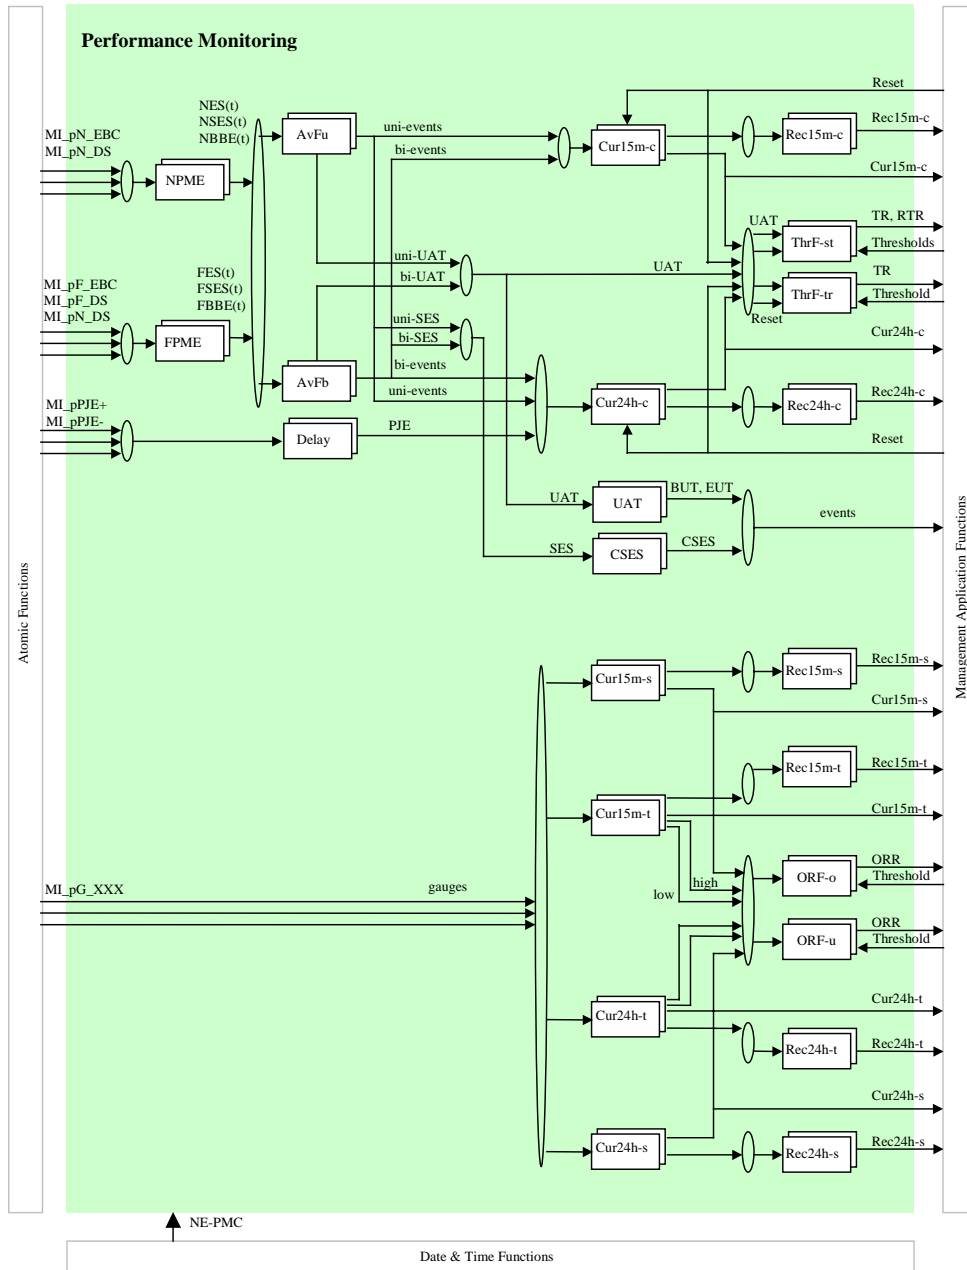 Performance Monitoring
Reset
NES(t)
NSES(t)
NBBE(t)
MI_pN_EBC
MI_pN_DS
NPME
AvFu
uni-events
bi-events
Cur15m-c
Rec15m-c
Rec15m-c
Cur15m-c
UAT
ThrF-st
TR, RTR
Thresholds
uni-UAT
bi-UAT
UAT
ThrF-tr
TR
Threshold
Reset
FES(t)
FSES(t)
FBBE(t)
MI_pF_EBC
MI_pF_DS
MI_pN_DS
FPME
uni-SES
bi-SES
Cur24h-c
AvFb
bi-events
uni-events
Cur24h-c
Rec24h-c
Rec24h-c
MI_pPJE+
MI_pPJE-
Delay
PJE
Reset
UAT
UAT
BUT, EUT
events
SES
CSES
CSES
Atomic Functions
Management Application Functions
Cur15m-s
Rec15m-s
Rec15m-s
Cur15m-s
Rec15m-t
Rec15m-t
Cur15m-t
Cur15m-t
MI_pG_XXX
gauges
low
high
ORF-o
ORR
Threshold
ORF-u
ORR
Threshold
Cur24h-t
Cur24h-t
Rec24h-t
Rec24h-t
Cur24h-s
Cur24h-s
Rec24h-s
Rec24h-s
NE-PMC
Date & Time Functions